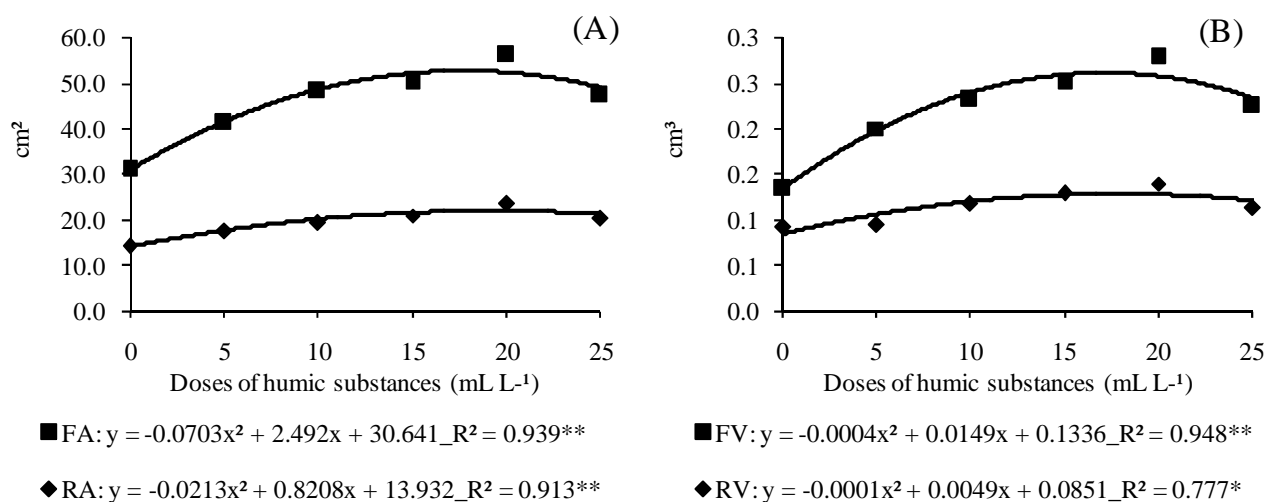 (A)
cm²
60.0
50.0
40.0
30.0
20.0
10.0
0.0
0 5 10 15 20 25
Doses of humic substances (mL L-¹)
FA: y = -0.0703x² + 2.492x + 30.641_R² = 0.939**
RA: y = -0.0213x² + 0.8208x + 13.932_R² = 0.913**
(B)
cm³
0.3
0.3
0.2
0.2
0.1
0.1
0.0
0 5 10 15 20 25
Doses of humic substances (mL L-¹)
FV: y = -0.0004x² + 0.0149x + 0.1336_R² = 0.948**
RV: y = -0.0001x² + 0.0049x + 0.0851_R² = 0.777*